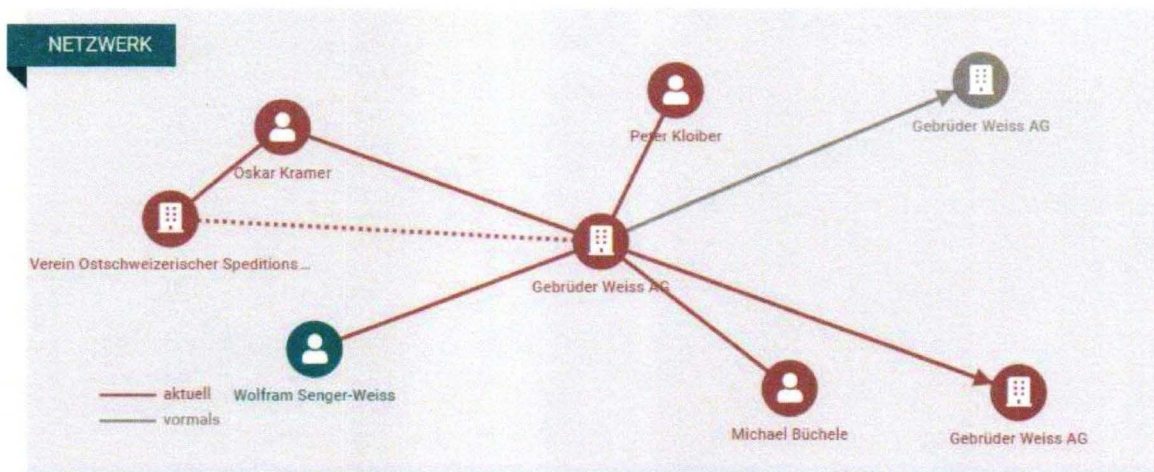 NETZWERK
Peter Kloiber
Gebrüder Weiss AG
Oskar Kramer
Verein Ostschweizerischer Speditions ...
Gebrüder Weiss AG
aktuell
Wolfram Senger-Weiss
vormals
Michael Büchele
Gebrüder Weiss AG